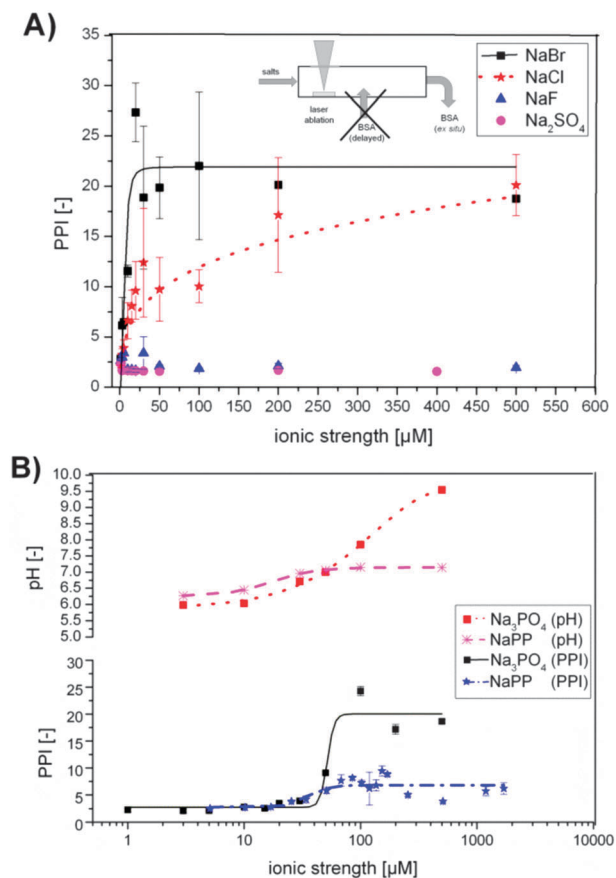 A)
35
30
25
20
15
10
5
0
PPI [-]
0 50 100 150 200 250 300 350 400 450 500
ionic strength [µM]
salts
laser
ablation
BSA
(delayed)
BSA
(ex situ)
NaBr
NaCl
NaF
Na₂SO₄
B)
10.0
9.5
9.0
8.5
8.0
7.5
7.0
6.5
6.0
5.5
5.0
pH [-]
Na₃PO₄ (pH)
NaPP (pH)
Na₃PO₄ (PPI)
NaPP (PPI)
30
25
20
15
10
5
0
PPI [-]
1 10 100 1000 10000
ionic strength [µM]